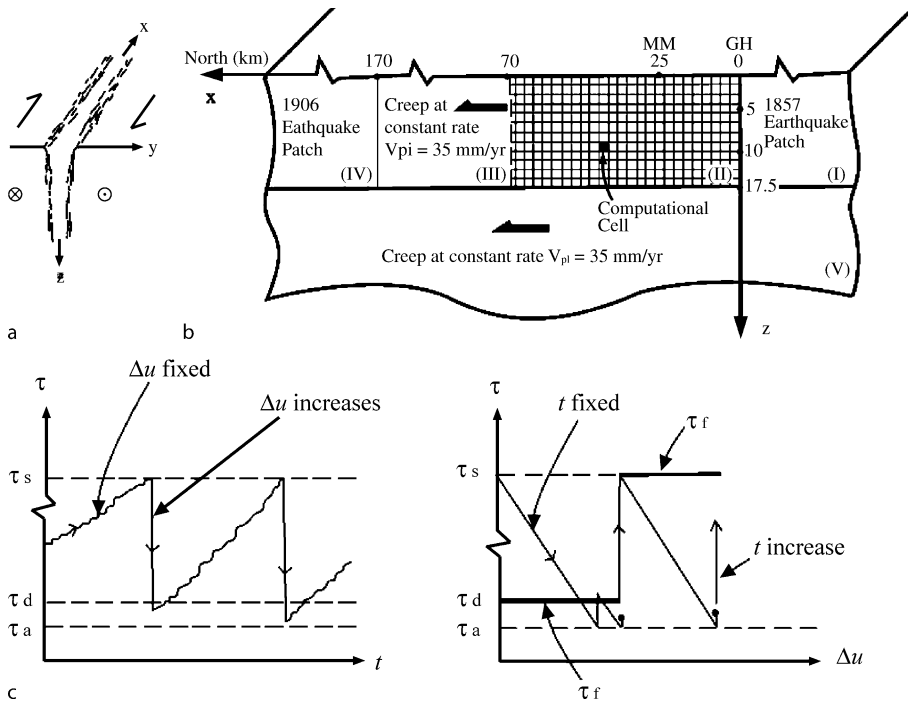 a
x
y
z
b
North (km)
x
170
70
MM
25
GH
0
1906
Eathquake
Patch
(IV)
Creep at
constant rate
Vpi = 35 mm/yr
(III)
(II)
5
10
17.5
1857
Earthquake
Patch
(I)
Computational
Cell
Creep at constant rate Vpl = 35 mm/yr
(V)
z
c
τ
Δu fixed
Δu increases
τ s
τ d
τ a
t
τ
t fixed
τ f
τ s
t increase
τ d
τ a
τ f
Δu